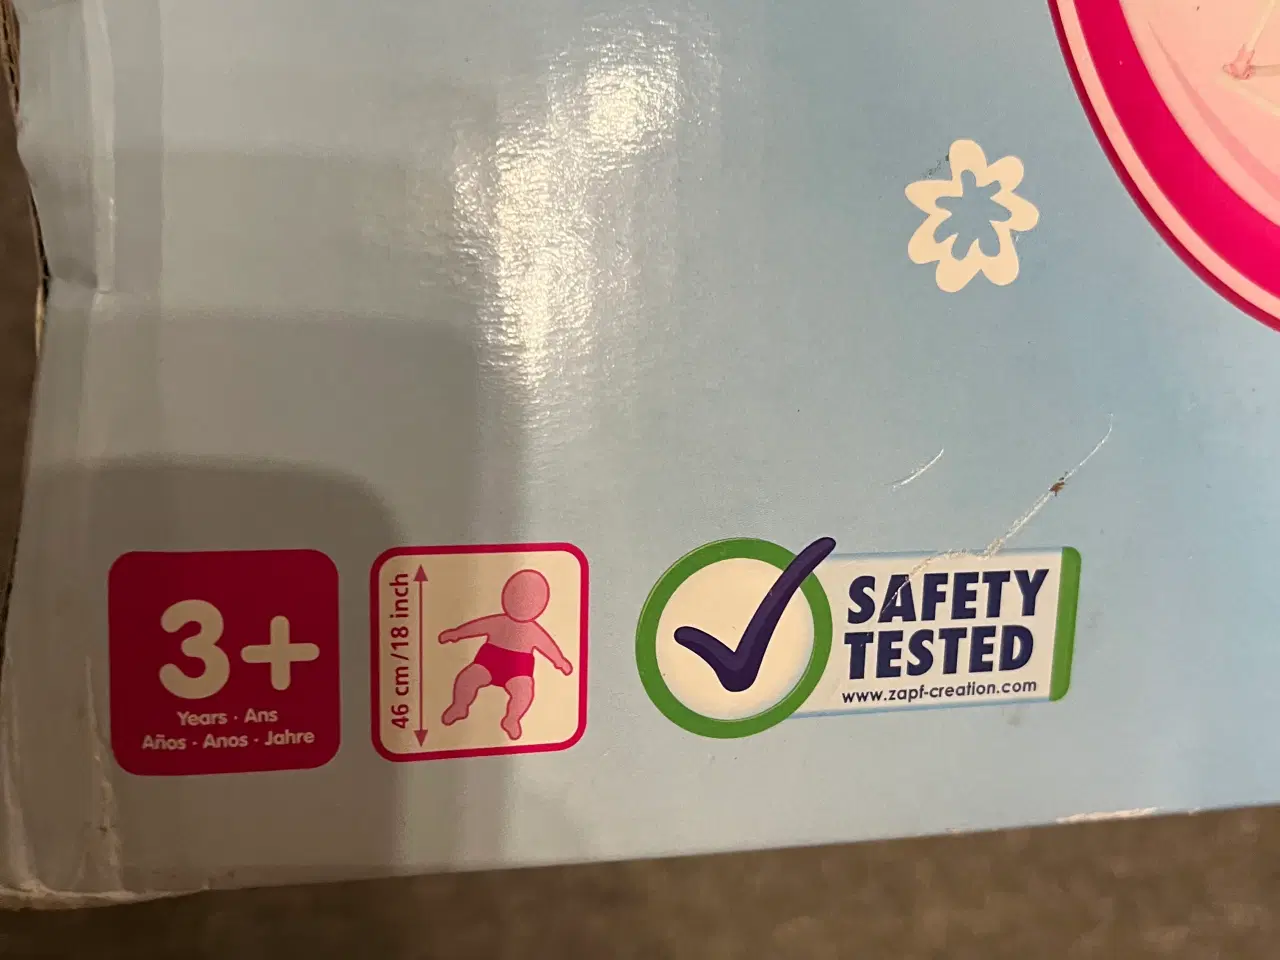 3+
Years · Ans
Años · Anos · Jahre
46 cm/18 inch
SAFETY
TESTED
www.zapf-creation.com